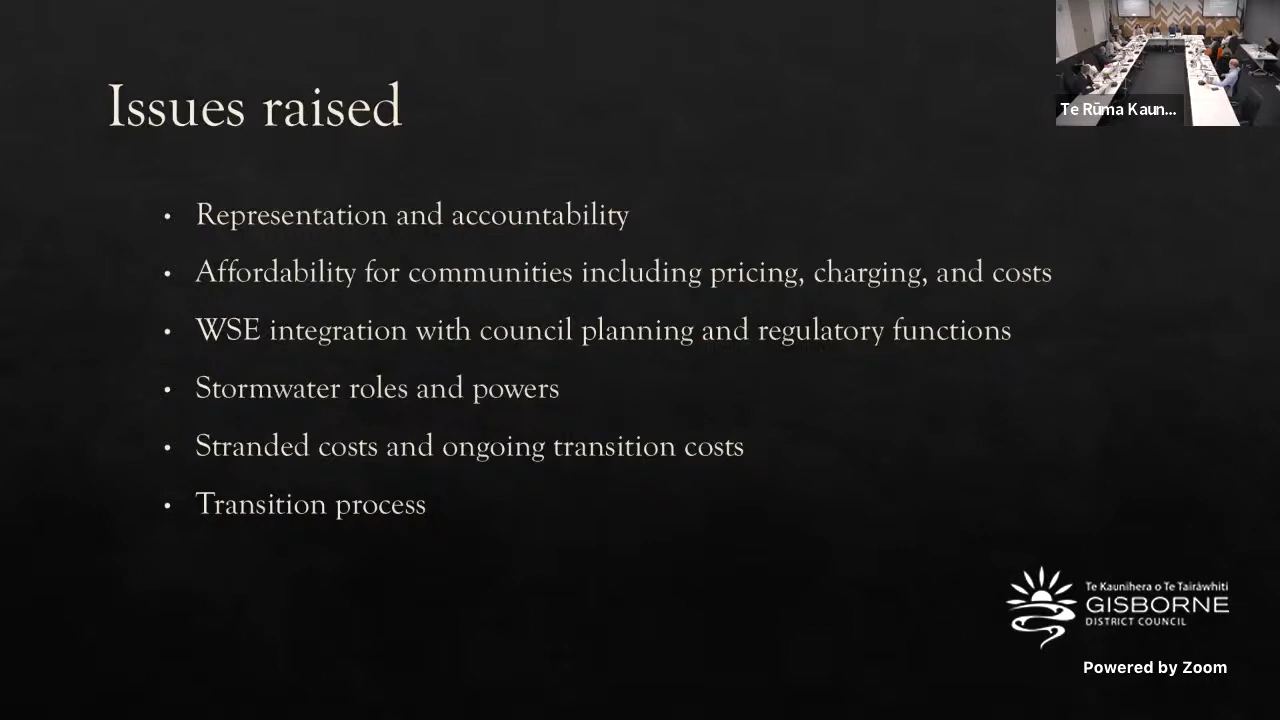 Issues raised
Te Rūma Kaun...
• Representation and accountability
• Affordability for communities including pricing, charging, and costs
• WSE integration with council planning and regulatory functions
• Stormwater roles and powers
• Stranded costs and ongoing transition costs
• Transition process
Te Kaunihera o Te Tairāwhiti
GISBORNE
DISTRICT COUNCIL
Powered by Zoom